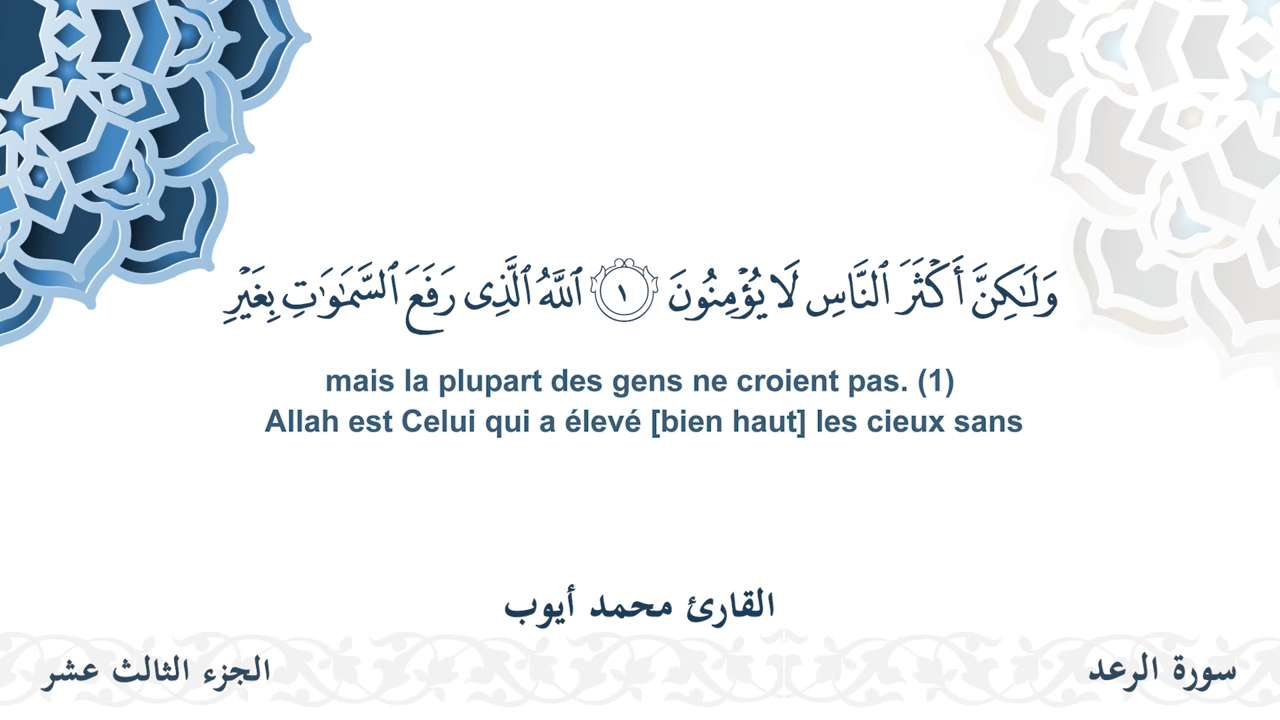 وَلَـٰكِنَّ أَكْثَرَ ٱلنَّاسِ لَا يُؤْمِنُونَ ١ ٱللَّهُ ٱلَّذِى رَفَعَ ٱلسَّمَـٰوَٰتِ بِغَيْرِ
mais la plupart des gens ne croient pas. (1)
Allah est Celui qui a élevé [bien haut] les cieux sans
القارئ محمد أيوب
سورة الرعد
الجزء الثالث عشر